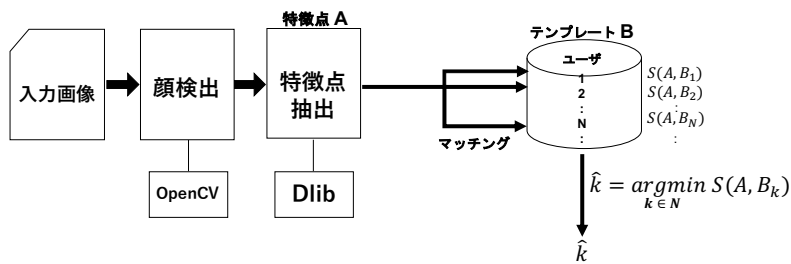 特徴点 A
テンプレート B
入力画像
顔検出
特徴点
抽出
ユーザ
1
2
:
N
:
S(A, B₁)
S(A, B₂)
:
S(A, B_N)
:
マッチング
OpenCV
Dlib
k̂ = argmin S(A, B_k)
k ∈ N
k̂